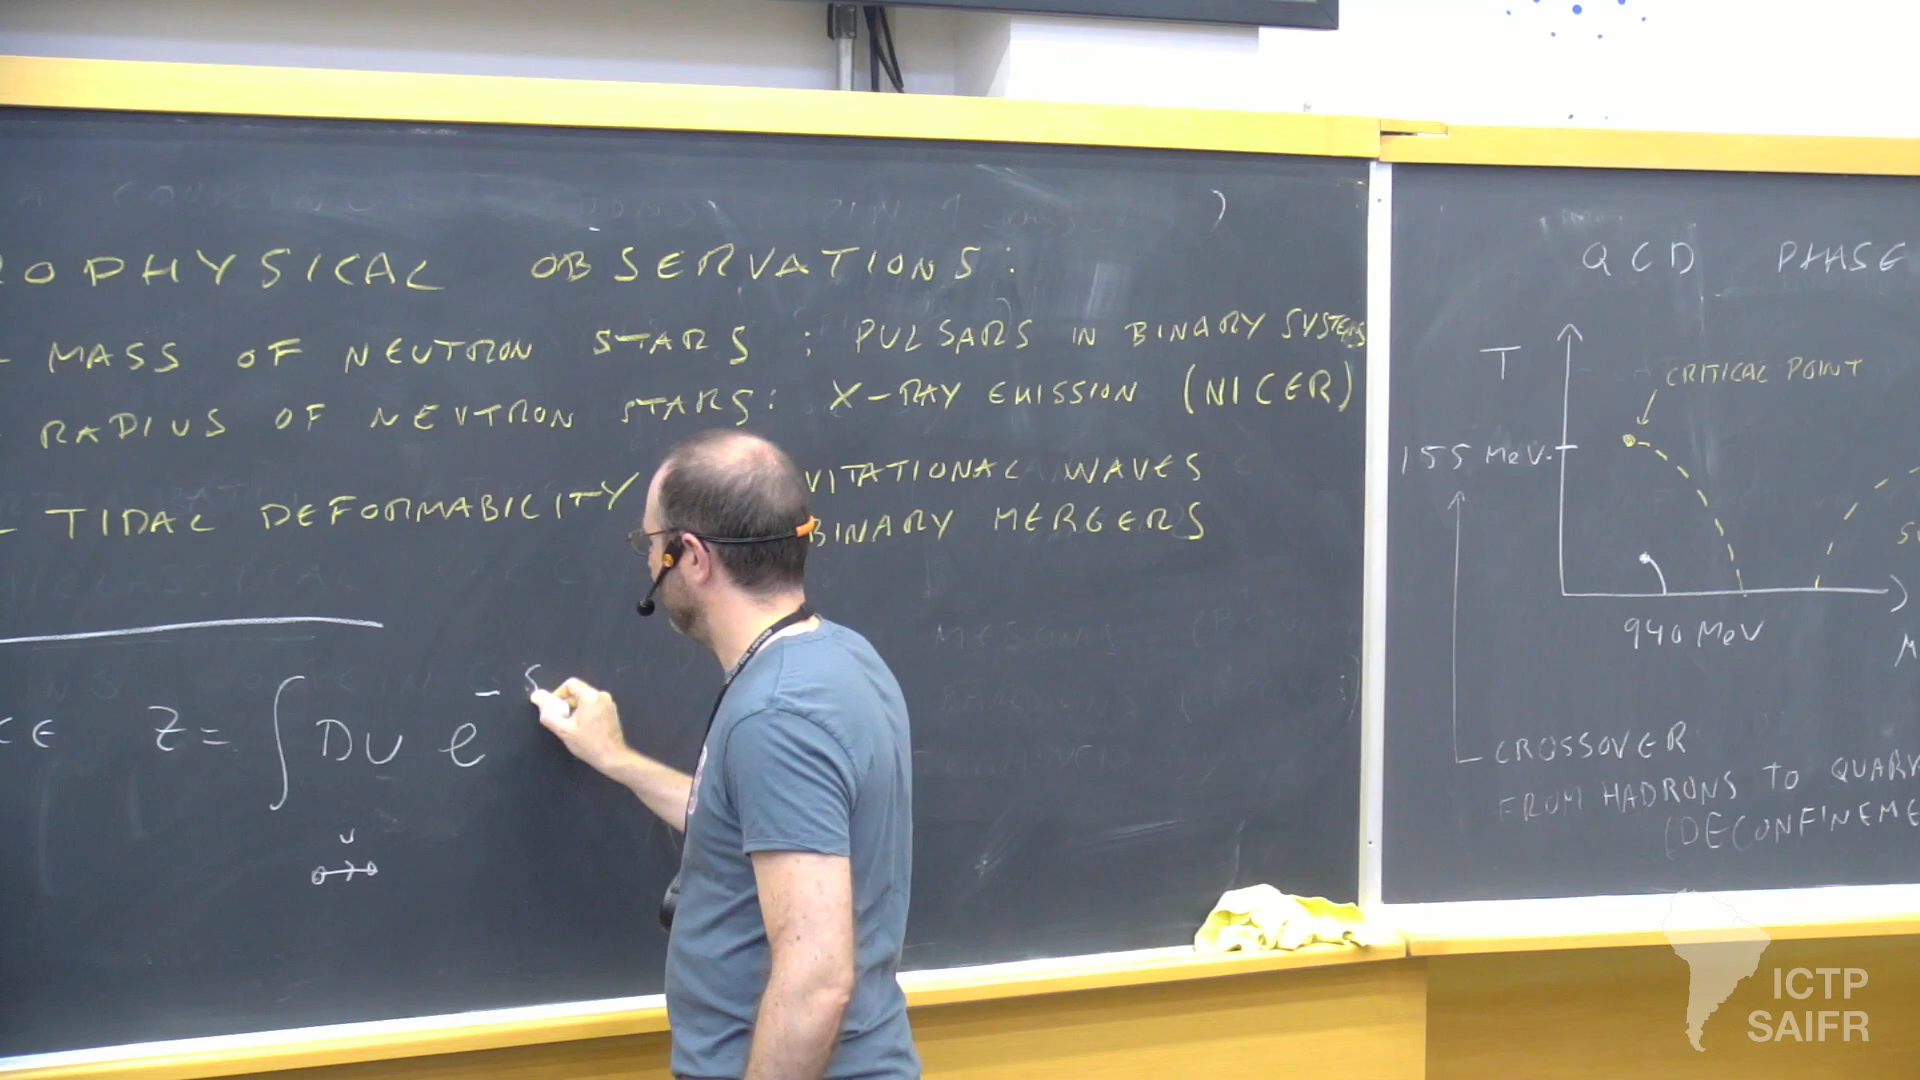 ROPHYSICAL OBSERVATIONS:
- MASS OF NEUTRON STARS : PULSARS IN BINARY SYSTEMS
- RADIUS OF NEUTRON STARS: X-RAY EMISSION (NICER)
- TIDAL DEFORMABILITY VITATIONAL WAVES
BINARY MERGERS
CE Z = ∫ DU e^- S
U
QCD PHASE
T
CRITICAL POINT
155 MeV
940 MeV
CROSSOVER
FROM HADRONS TO QUARK
(DECONFINEME
ICTP
SAIFR